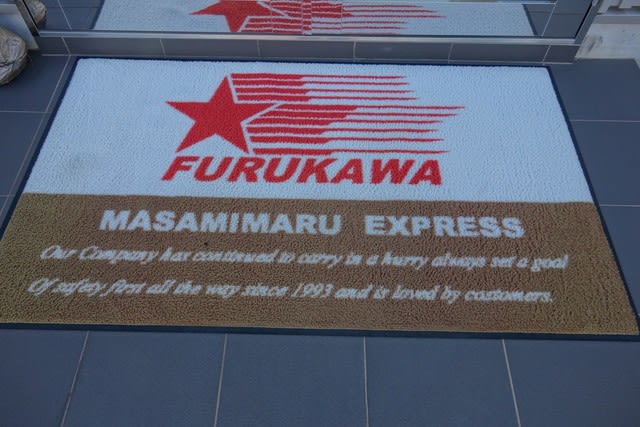 FURUKAWA
MASAMIMARU EXPRESS
Our Company has continued to carry in a hurry always set a goal
Of safety first all the way since 1993 and is loved by costomers.